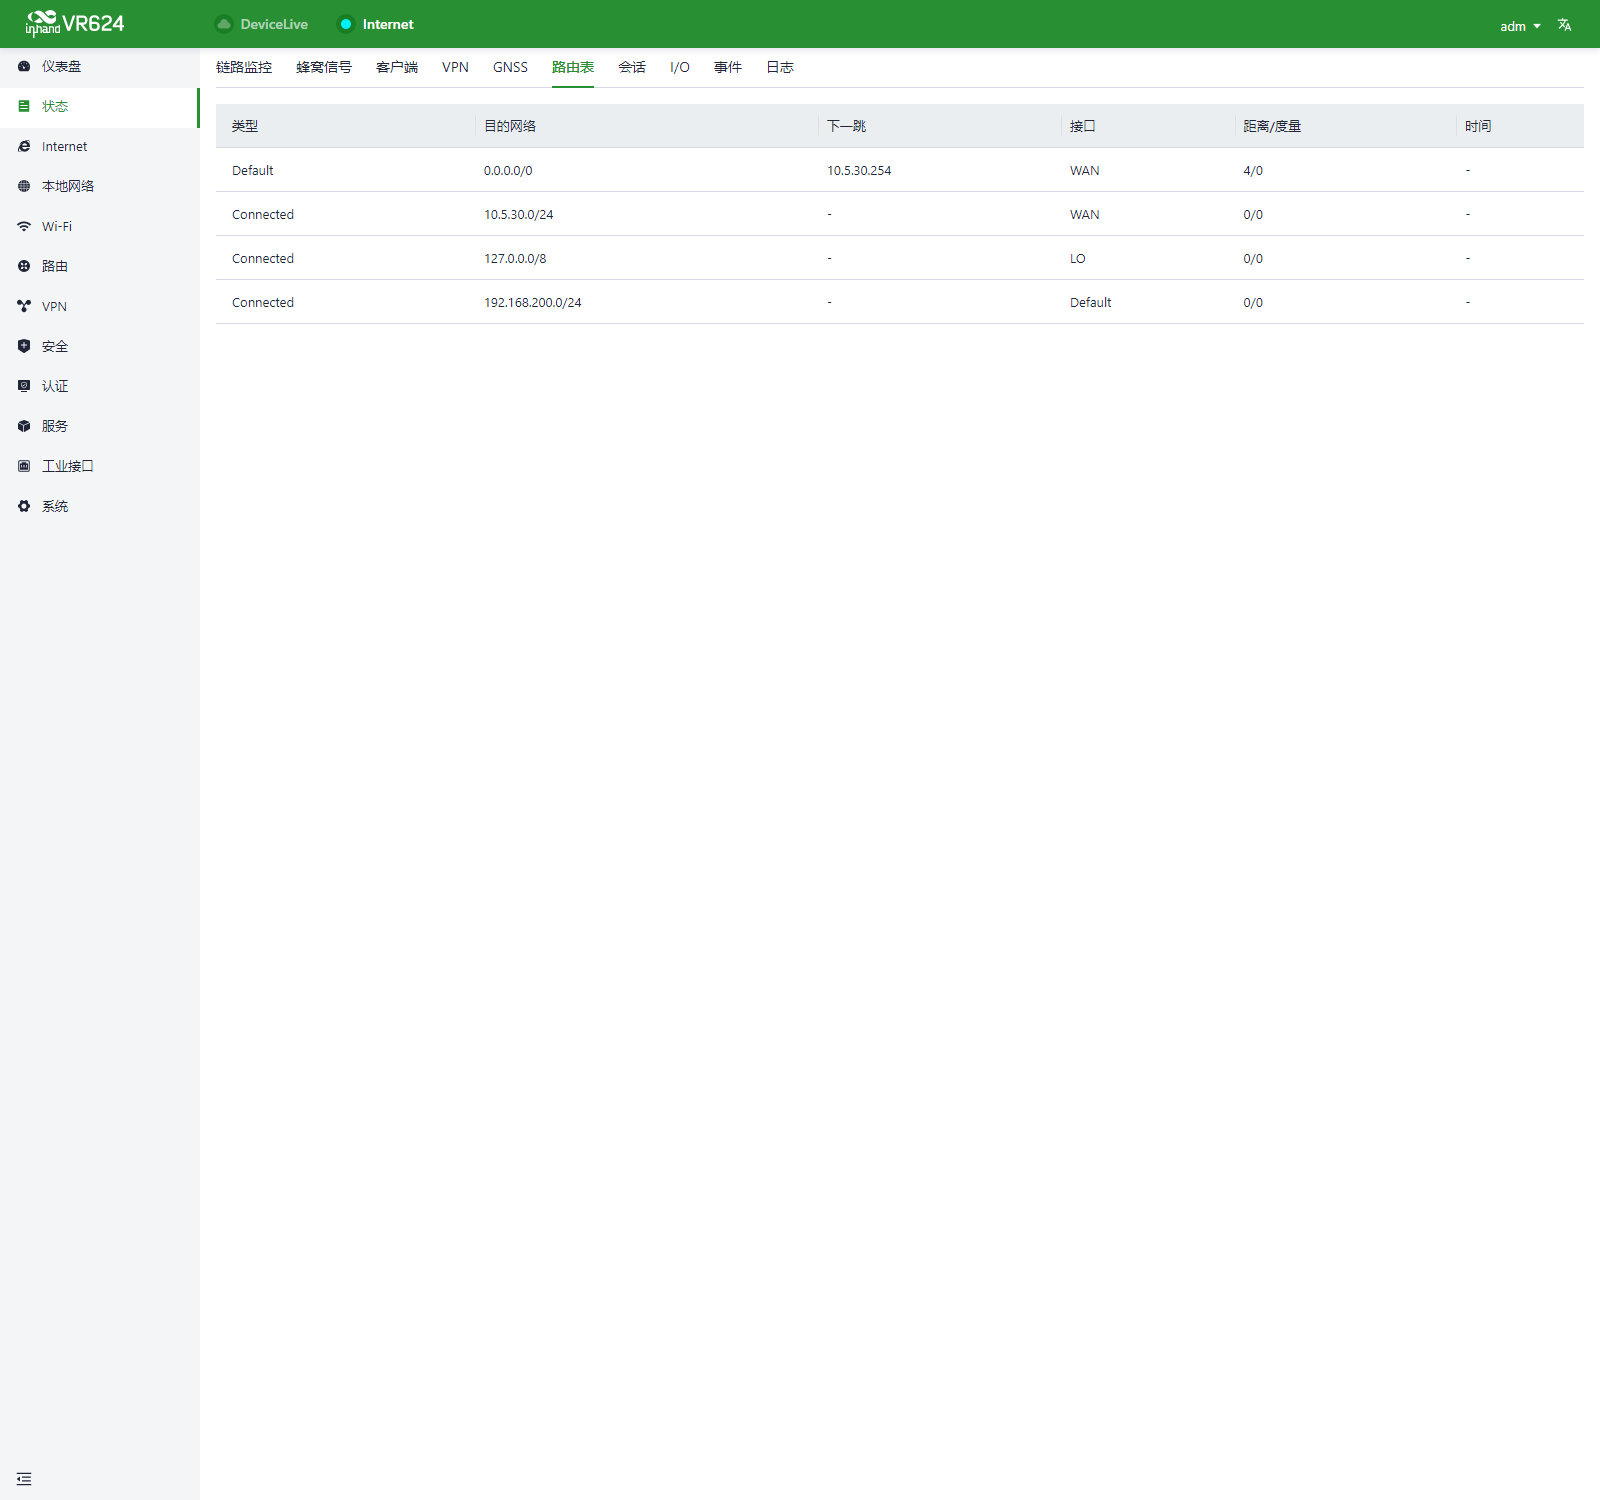 inhand VR624
DeviceLive
Internet
adm
仪表盘
状态
Internet
本地网络
Wi-Fi
路由
VPN
安全
认证
服务
工业接口
系统
链路监控 蜂窝信号 客户端 VPN GNSS 路由表 会话 I/O 事件 日志
类型 目的网络 下一跳 接口 距离/度量 时间
Default 0.0.0.0/0 10.5.30.254 WAN 4/0 -
Connected 10.5.30.0/24 - WAN 0/0 -
Connected 127.0.0.0/8 - LO 0/0 -
Connected 192.168.200.0/24 - Default 0/0 -